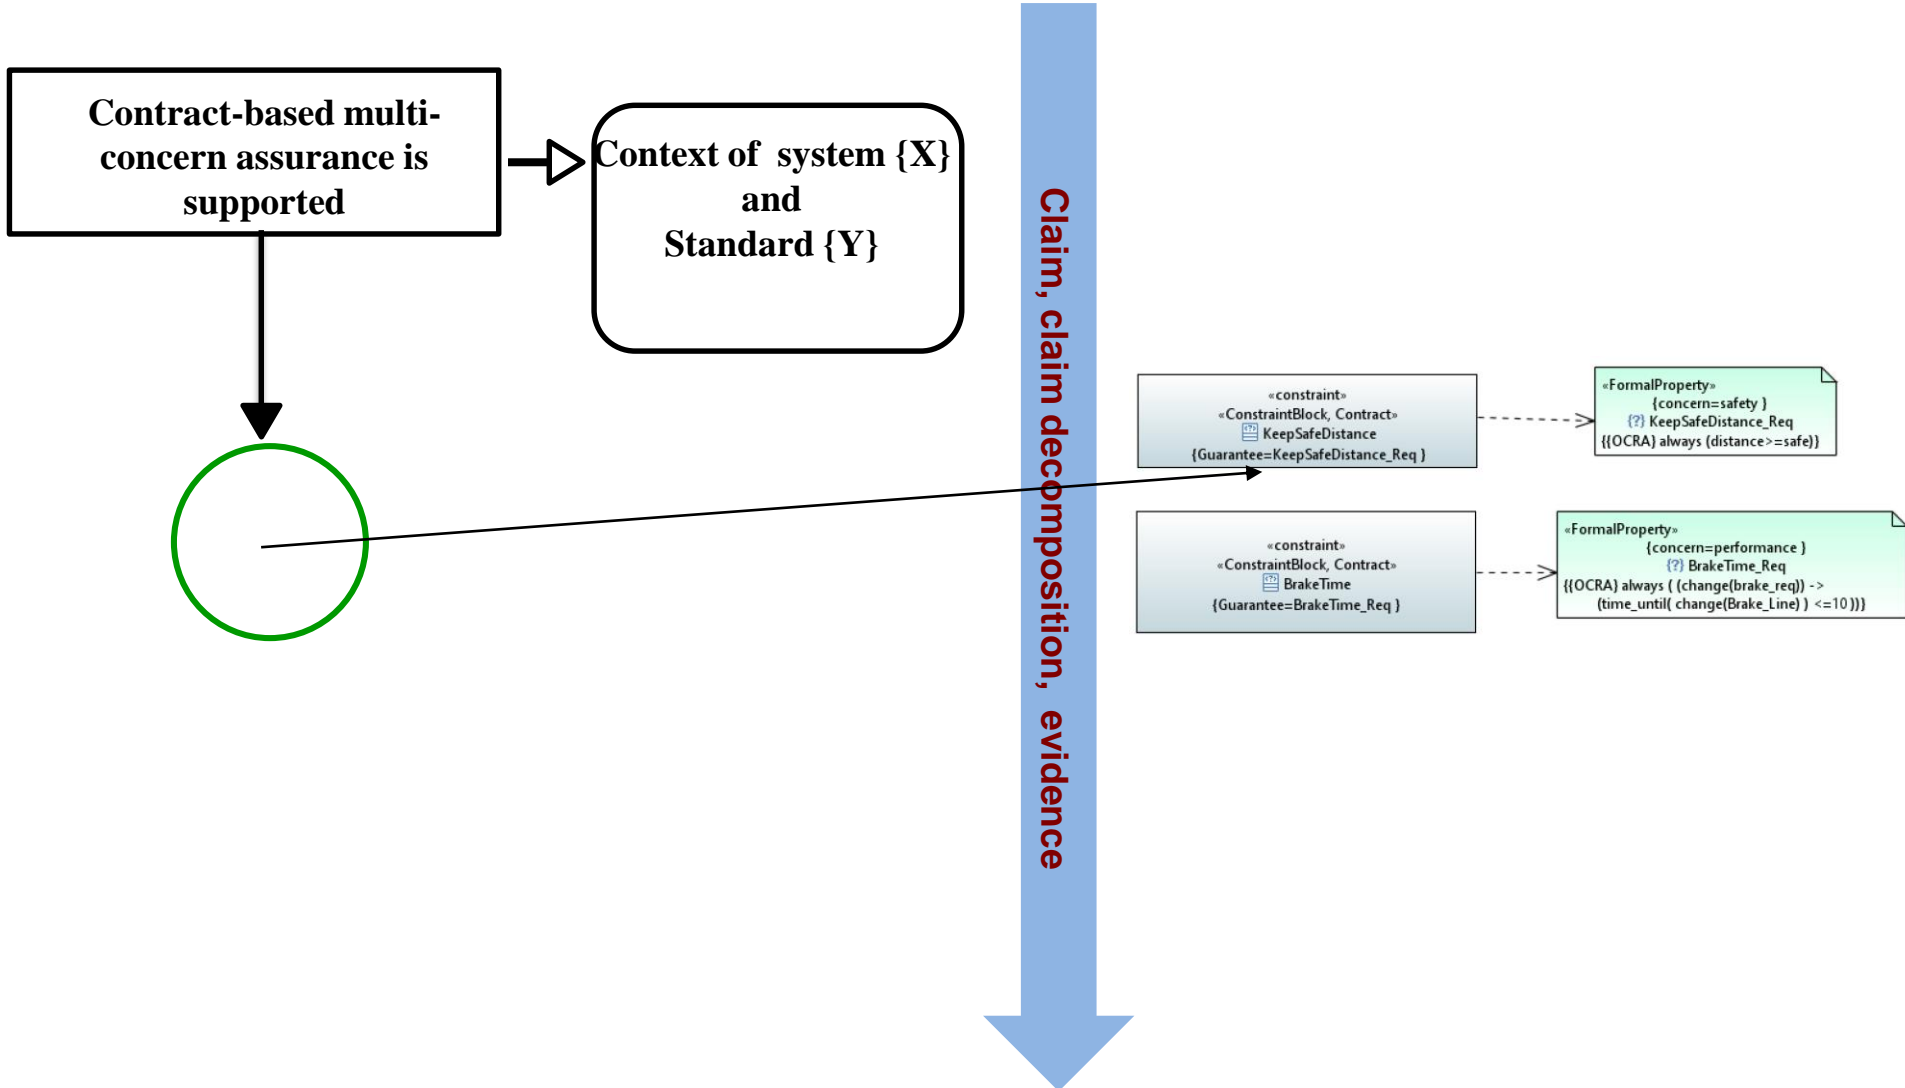 Contract-based multi-
concern assurance is
supported
Context of system {X}
and
Standard {Y}
Claim, claim decomposition, evidence
«constraint»
«ConstraintBlock, Contract»
KeepSafeDistance
{Guarantee=KeepSafeDistance_Req }
«FormalProperty»
{concern=safety }
{?} KeepSafeDistance_Req
{{OCRA} always (distance>=safe)}
«constraint»
«ConstraintBlock, Contract»
BrakeTime
{Guarantee=BrakeTime_Req }
«FormalProperty»
{concern=performance }
{?} BrakeTime_Req
{{OCRA} always ( (change(brake_req)) ->
(time_until( change(Brake_Line) ) <=10 ))}